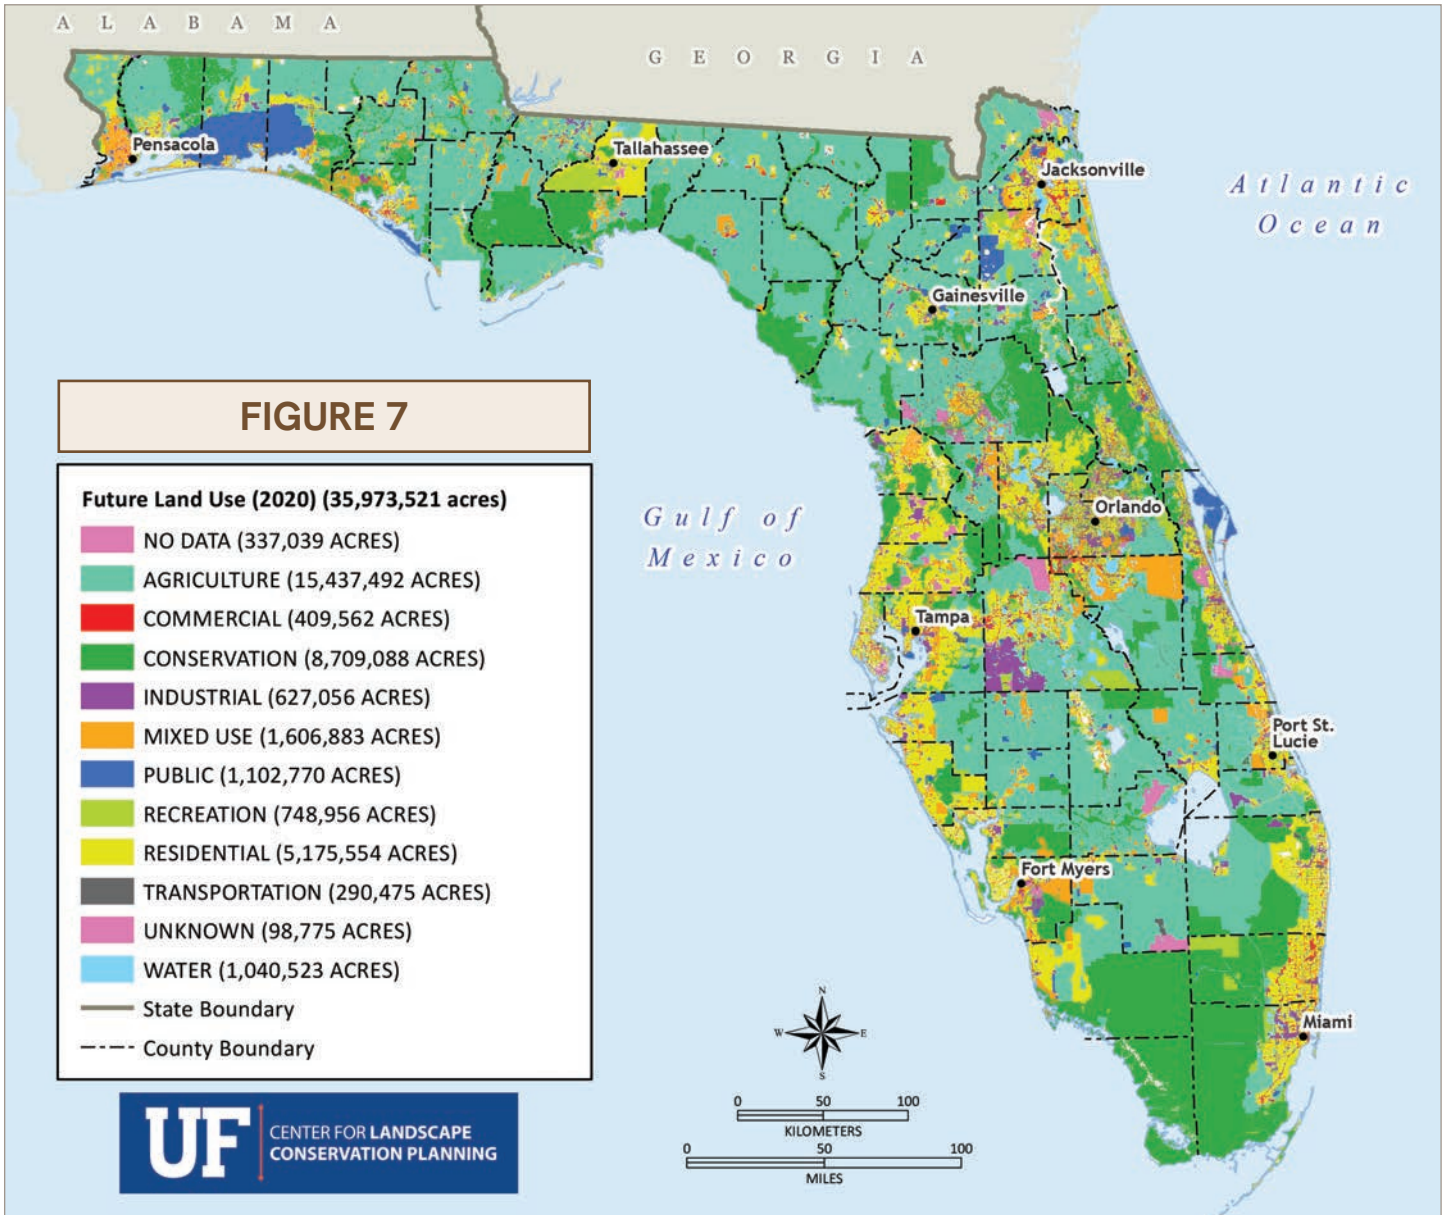 A L A B A M A
G E O R G I A
Pensacola
Tallahassee
Jacksonville
Atlantic
Ocean
Gainesville
FIGURE 7
Future Land Use (2020) (35,973,521 acres)
NO DATA (337,039 ACRES)
AGRICULTURE (15,437,492 ACRES)
COMMERCIAL (409,562 ACRES)
CONSERVATION (8,709,088 ACRES)
INDUSTRIAL (627,056 ACRES)
MIXED USE (1,606,883 ACRES)
PUBLIC (1,102,770 ACRES)
RECREATION (748,956 ACRES)
RESIDENTIAL (5,175,554 ACRES)
TRANSPORTATION (290,475 ACRES)
UNKNOWN (98,775 ACRES)
WATER (1,040,523 ACRES)
State Boundary
County Boundary
Gulf of
Mexico
Orlando
Tampa
Port St.
Lucie
Fort Myers
Miami
N
W E
S
0 50 100
KILOMETERS
0 50 100
MILES
UF
CENTER FOR LANDSCAPE
CONSERVATION PLANNING